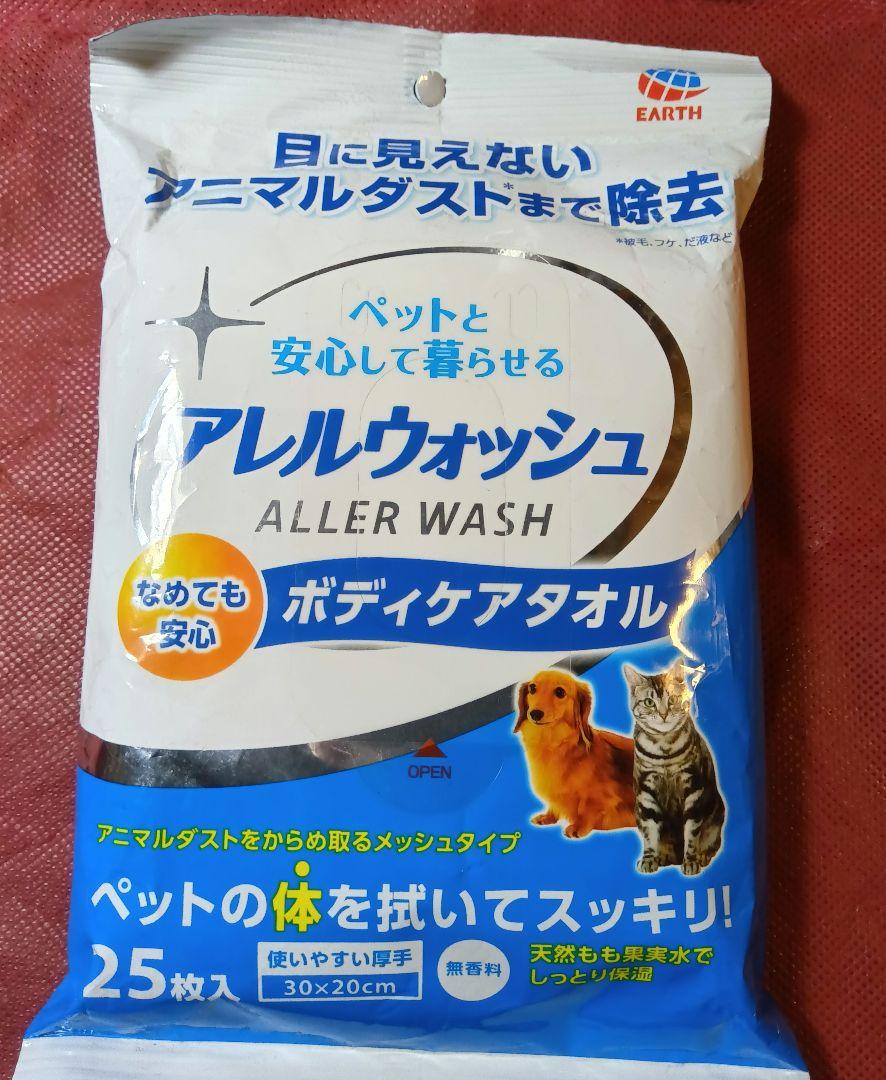 EARTH
目に見えない
アニマルダスト*まで除去
*被毛、フケ、だ液など
ペットと
安心して暮らせる
アレルウォッシュ
ALLER WASH
なめても
安心
ボディケアタオル
OPEN
アニマルダストをからめ取るメッシュタイプ
ペットの体を拭いてスッキリ!
25枚入
使いやすい厚手
30×20cm
無香料
天然もも果実水で
しっとり保湿